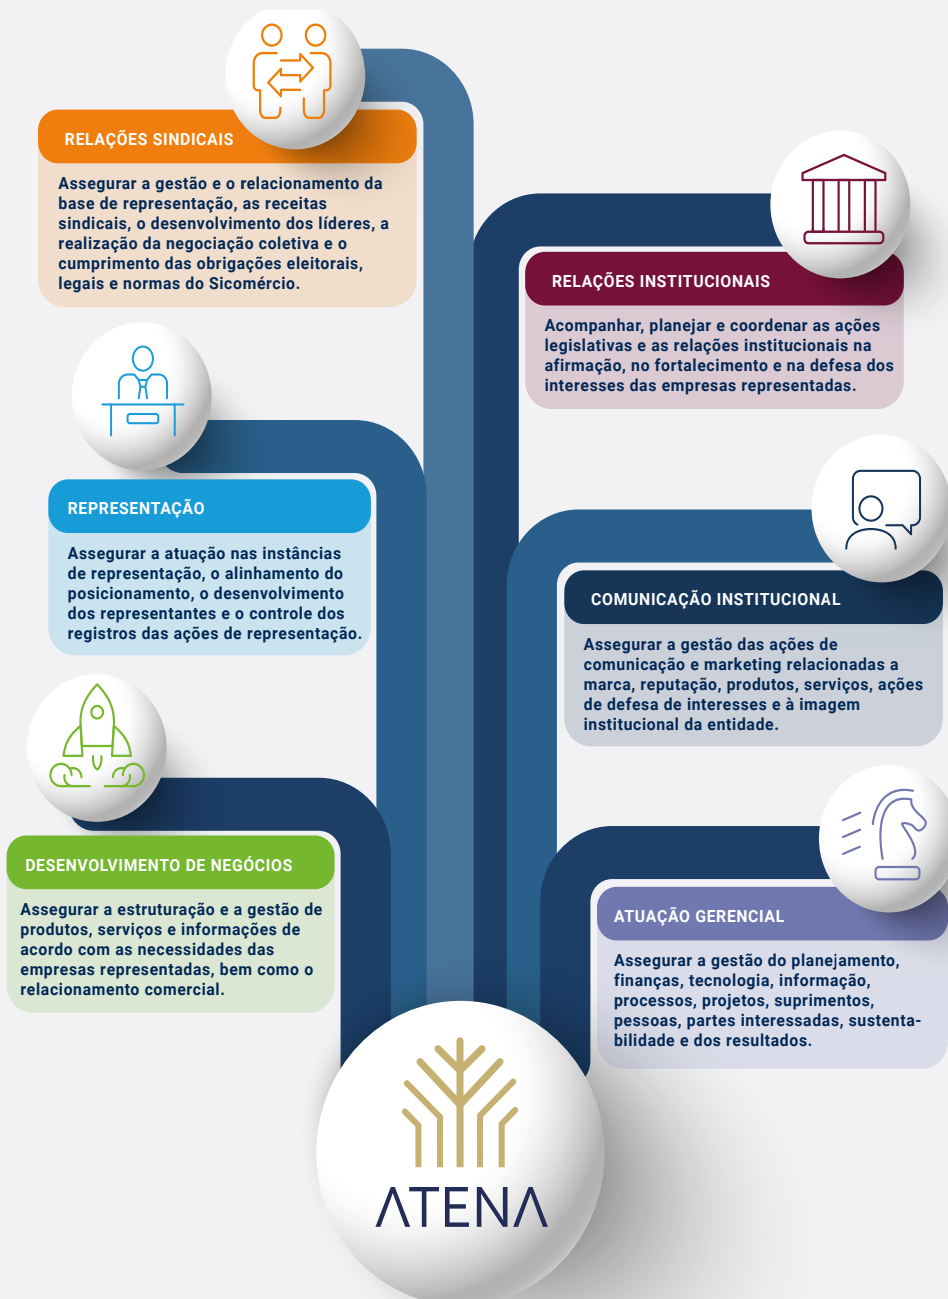 RELAÇÕES SINDICAIS
Assegurar a gestão e o relacionamento da
base de representação, as receitas
sindicais, o desenvolvimento dos líderes, a
realização da negociação coletiva e o
cumprimento das obrigações eleitorais,
legais e normas do Sicomércio.
RELAÇÕES INSTITUCIONAIS
Acompanhar, planejar e coordenar as ações
legislativas e as relações institucionais na
afirmação, no fortalecimento e na defesa dos
interesses das empresas representadas.
REPRESENTAÇÃO
Assegurar a atuação nas instâncias
de representação, o alinhamento do
posicionamento, o desenvolvimento
dos representantes e o controle dos
registros das ações de representação.
COMUNICAÇÃO INSTITUCIONAL
Assegurar a gestão das ações de
comunicação e marketing relacionadas a
marca, reputação, produtos, serviços, ações
de defesa de interesses e à imagem
institucional da entidade.
DESENVOLVIMENTO DE NEGÓCIOS
Assegurar a estruturação e a gestão de
produtos, serviços e informações de
acordo com as necessidades das
empresas representadas, bem como o
relacionamento comercial.
ATUAÇÃO GERENCIAL
Assegurar a gestão do planejamento,
finanças, tecnologia, informação,
processos, projetos, suprimentos,
pessoas, partes interessadas, sustenta-
bilidade e dos resultados.
ATENA